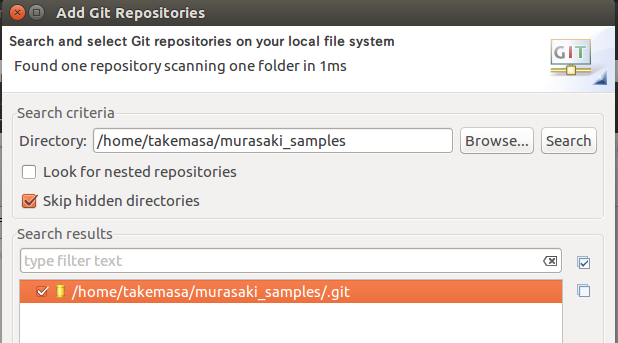 Add Git Repositories
Search and select Git repositories on your local file system
Found one repository scanning one folder in 1ms
GIT
Search criteria
Directory: /home/takemasa/murasaki_samples Browse... Search
Look for nested repositories
Skip hidden directories
Search results
type filter text
/home/takemasa/murasaki_samples/.git